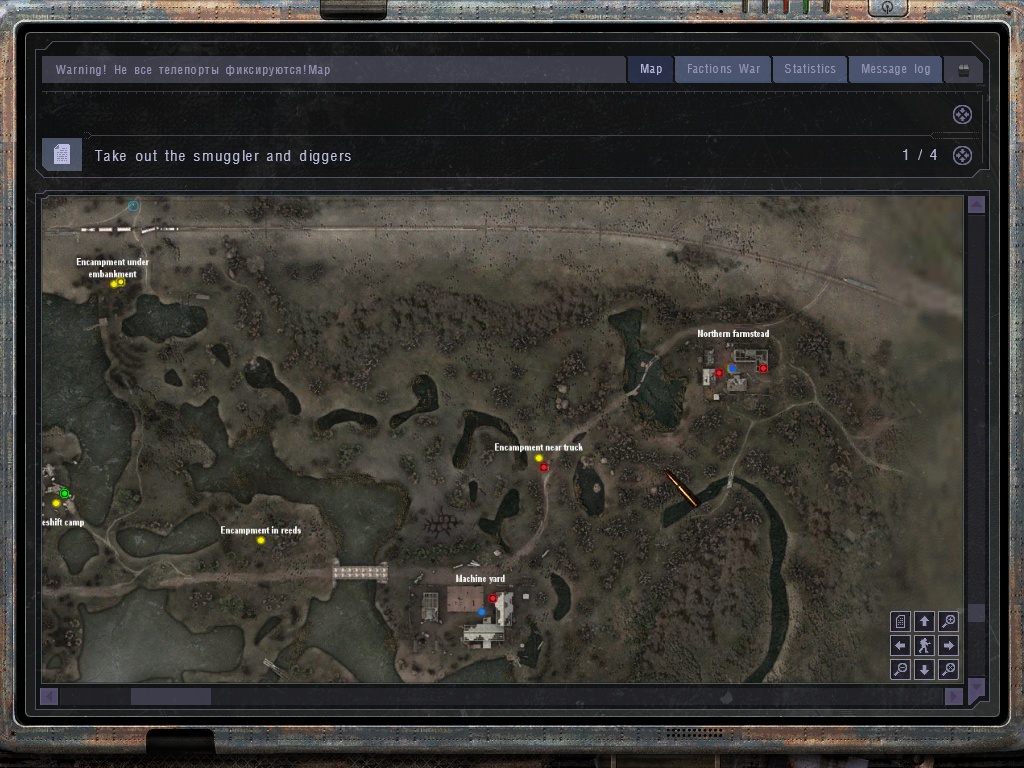 Warning! Не все телепорты фиксируются!Map
Map
Factions War
Statistics
Message log
Take out the smuggler and diggers
1 / 4
Encampment under
embankment
Northern farmstead
Encampment near truck
eshift camp
Encampment in reeds
Machine yard